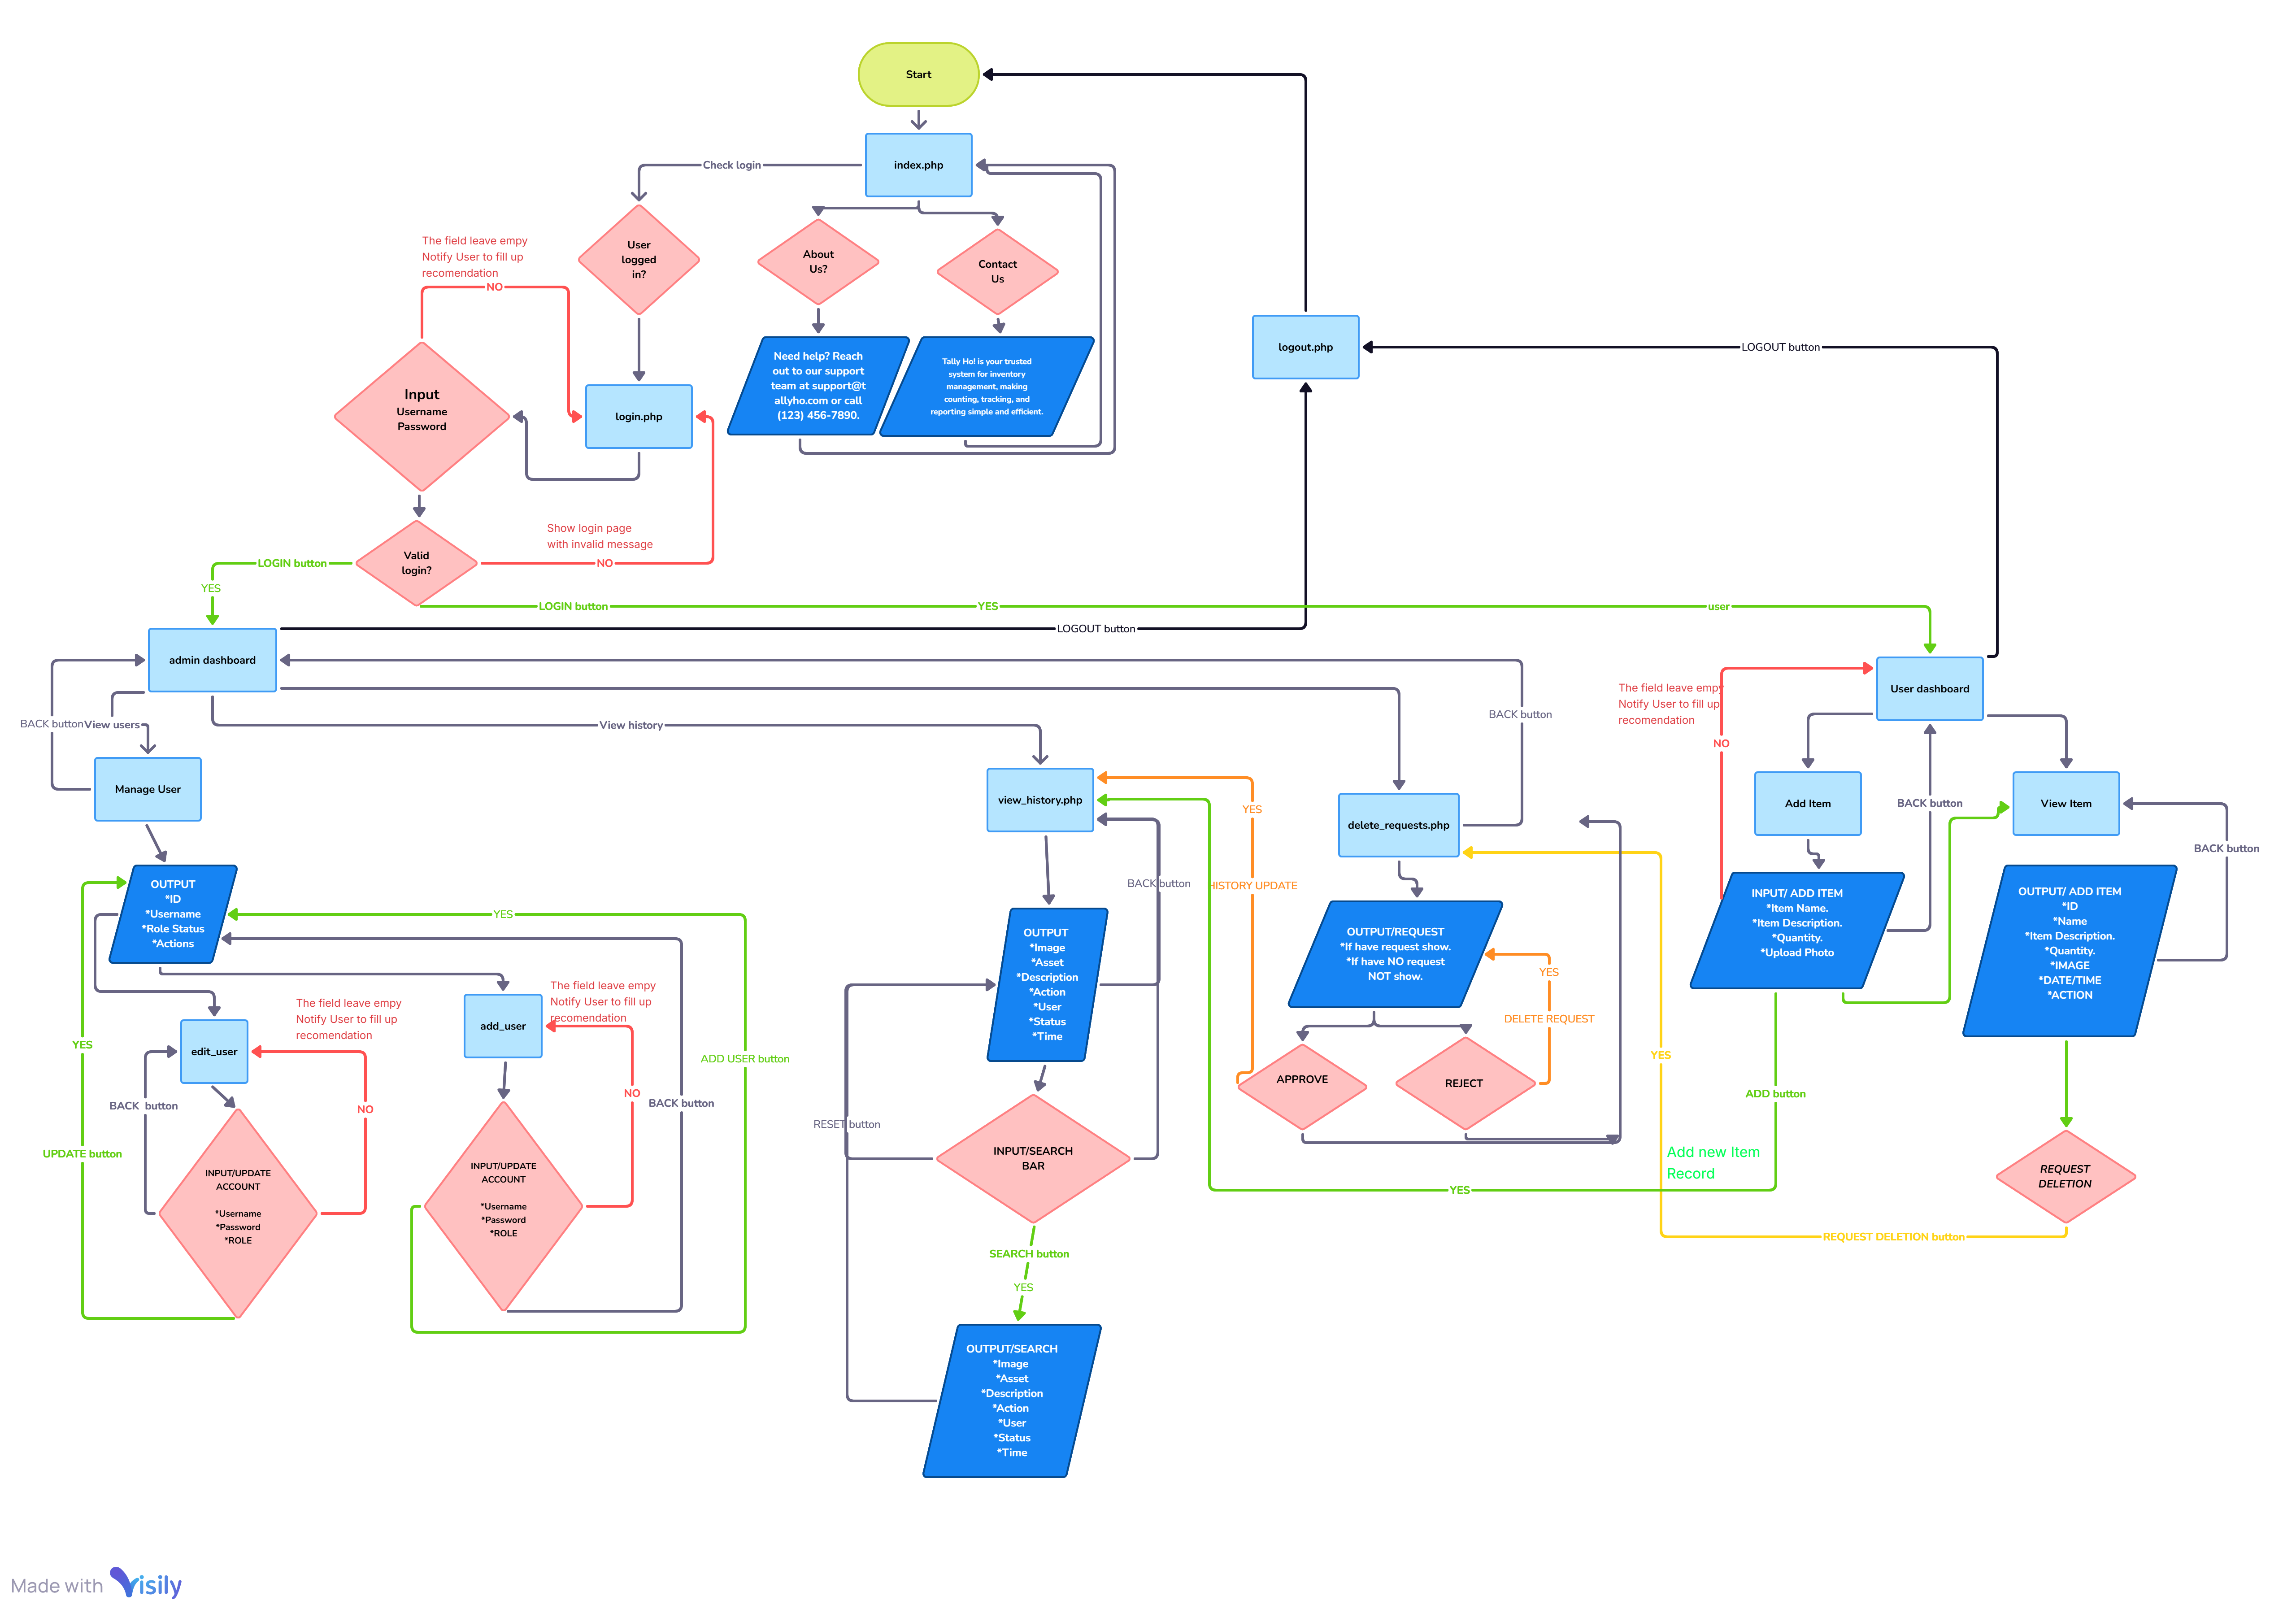 Start
index.php
Check login
User
logged
in?
About
Us?
Contact
Us
The field leave empy
Notify User to fill up
recomendation
NO
Input
Username
Password
login.php
Need help? Reach
out to our support
team at support@t
allyho.com or call
(123) 456-7890.
Tally Ho! is your trusted
system for inventory
management, making
counting, tracking, and
reporting simple and efficient.
logout.php
LOGOUT button
Show login page
with invalid message
Valid
login?
NO
LOGIN button
YES
LOGIN button
YES
user
LOGOUT button
admin dashboard
BACK button
View users
View history
BACK button
Manage User
OUTPUT
*ID
*Username
*Role Status
*Actions
YES
The field leave empy
Notify User to fill up
recomendation
edit_user
The field leave empy
Notify User to fill up
recomendation
add_user
YES
UPDATE button
BACK  button
NO
INPUT/UPDATE
ACCOUNT
*Username
*Password
*ROLE
INPUT/UPDATE
ACCOUNT
*Username
*Password
*ROLE
NO
BACK button
ADD USER button
view_history.php
YES
HISTORY UPDATE
BACK button
OUTPUT
*Image
*Asset
*Description
*Action
*User
*Status
*Time
RESET button
INPUT/SEARCH
BAR
SEARCH button
YES
OUTPUT/SEARCH
*Image
*Asset
*Description
*Action
*User
*Status
*Time
delete_requests.php
OUTPUT/REQUEST
*If have request show.
*If have NO request
NOT show.
YES
DELETE REQUEST
APPROVE
REJECT
YES
YES
Add new Item
Record
ADD button
REQUEST DELETION button
The field leave empy
Notify User to fill up
recomendation
NO
User dashboard
Add Item
BACK button
View Item
BACK button
INPUT/ ADD ITEM
*Item Name.
*Item Description.
*Quantity.
*Upload Photo
OUTPUT/ ADD ITEM
*ID
*Name
*Item Description.
*Quantity.
*IMAGE
*DATE/TIME
*ACTION
REQUEST
DELETION
Made with Visily